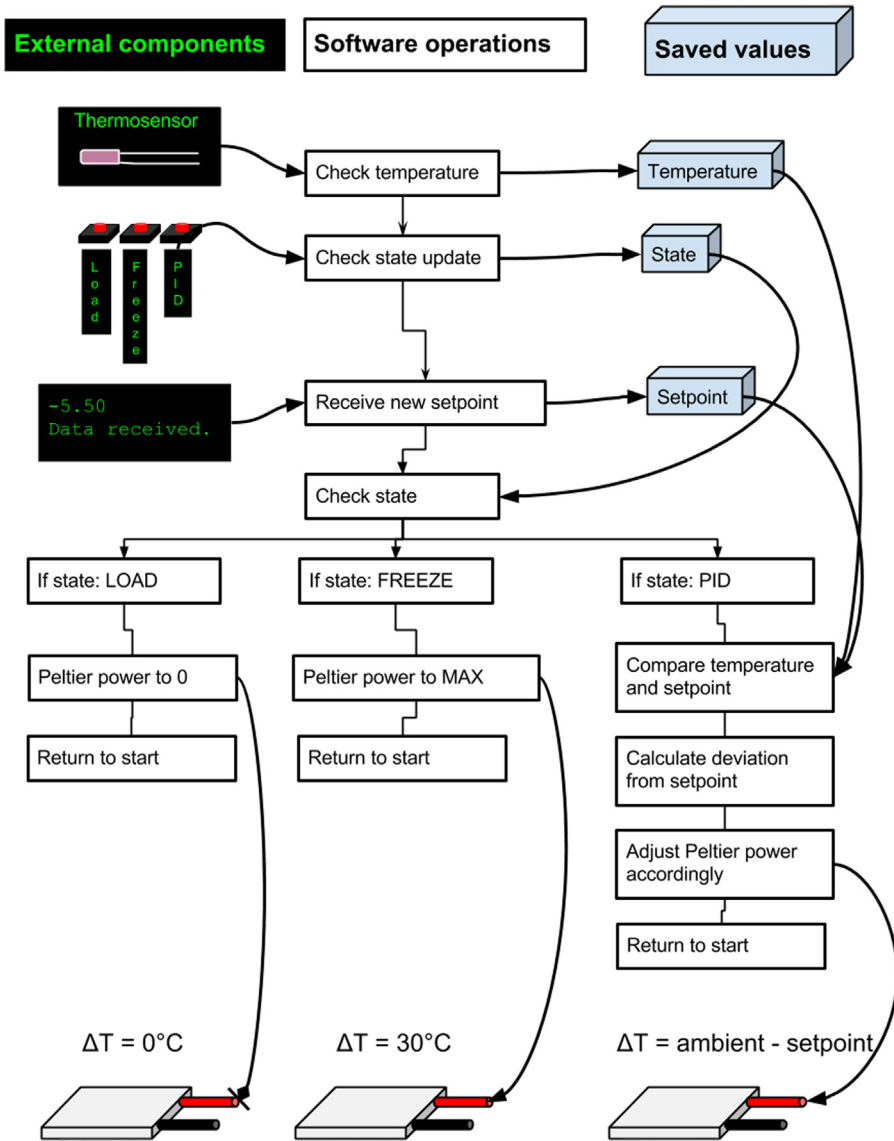 External components
Software operations
Saved values
Thermosensor
Check temperature
Temperature
Load
Freeze
PID
Check state update
State
-5.50
Data received.
Receive new setpoint
Setpoint
Check state
If state: LOAD
If state: FREEZE
If state: PID
Peltier power to 0
Peltier power to MAX
Compare temperature
and setpoint
Return to start
Return to start
Calculate deviation
from setpoint
Adjust Peltier power
accordingly
Return to start
ΔT = 0°C
ΔT = 30°C
ΔT = ambient - setpoint